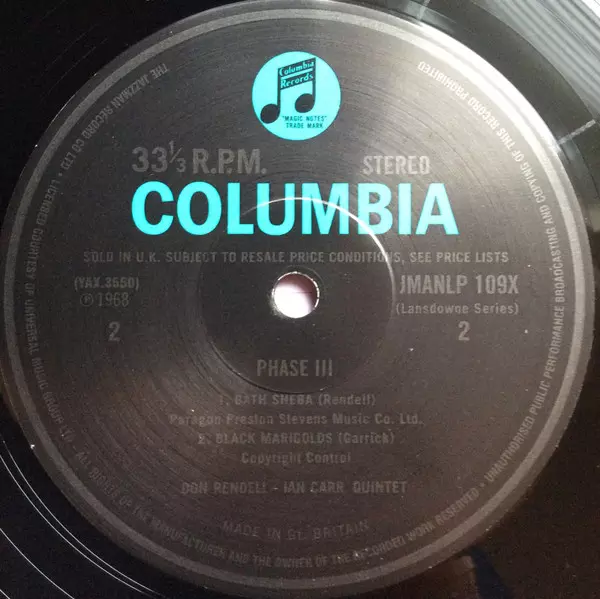 Columbia
Records
"MAGIC NOTES"
TRADE MARK
33 1/3 R.P.M.
STEREO
COLUMBIA
SOLD IN U.K. SUBJECT TO RESALE PRICE CONDITIONS, SEE PRICE LISTS
(YAX.3550)
JMANLP 109X
℗ 1968
(Lansdowne Series)
2
2
PHASE III
1. BATH SHEBA (Rendell)
Paragon Preston Stevens Music Co. Ltd.
2. BLACK MARIGOLDS (Garrick)
Copyright Control
DON RENDELL - IAN CARR QUINTET
MADE IN GT. BRITAIN
THE JAZZMAN RECORD CO LTD • LICENSED COURTESY OF UNIVERSAL MUSIC GROUP LTD • ALL RIGHTS OF THE MANUFACTURER AND THE OWNER OF THE RECORDED WORK RESERVED • UNAUTHORISED PUBLIC PERFORMANCE BROADCASTING AND COPYING OF THIS RECORD PROHIBITED